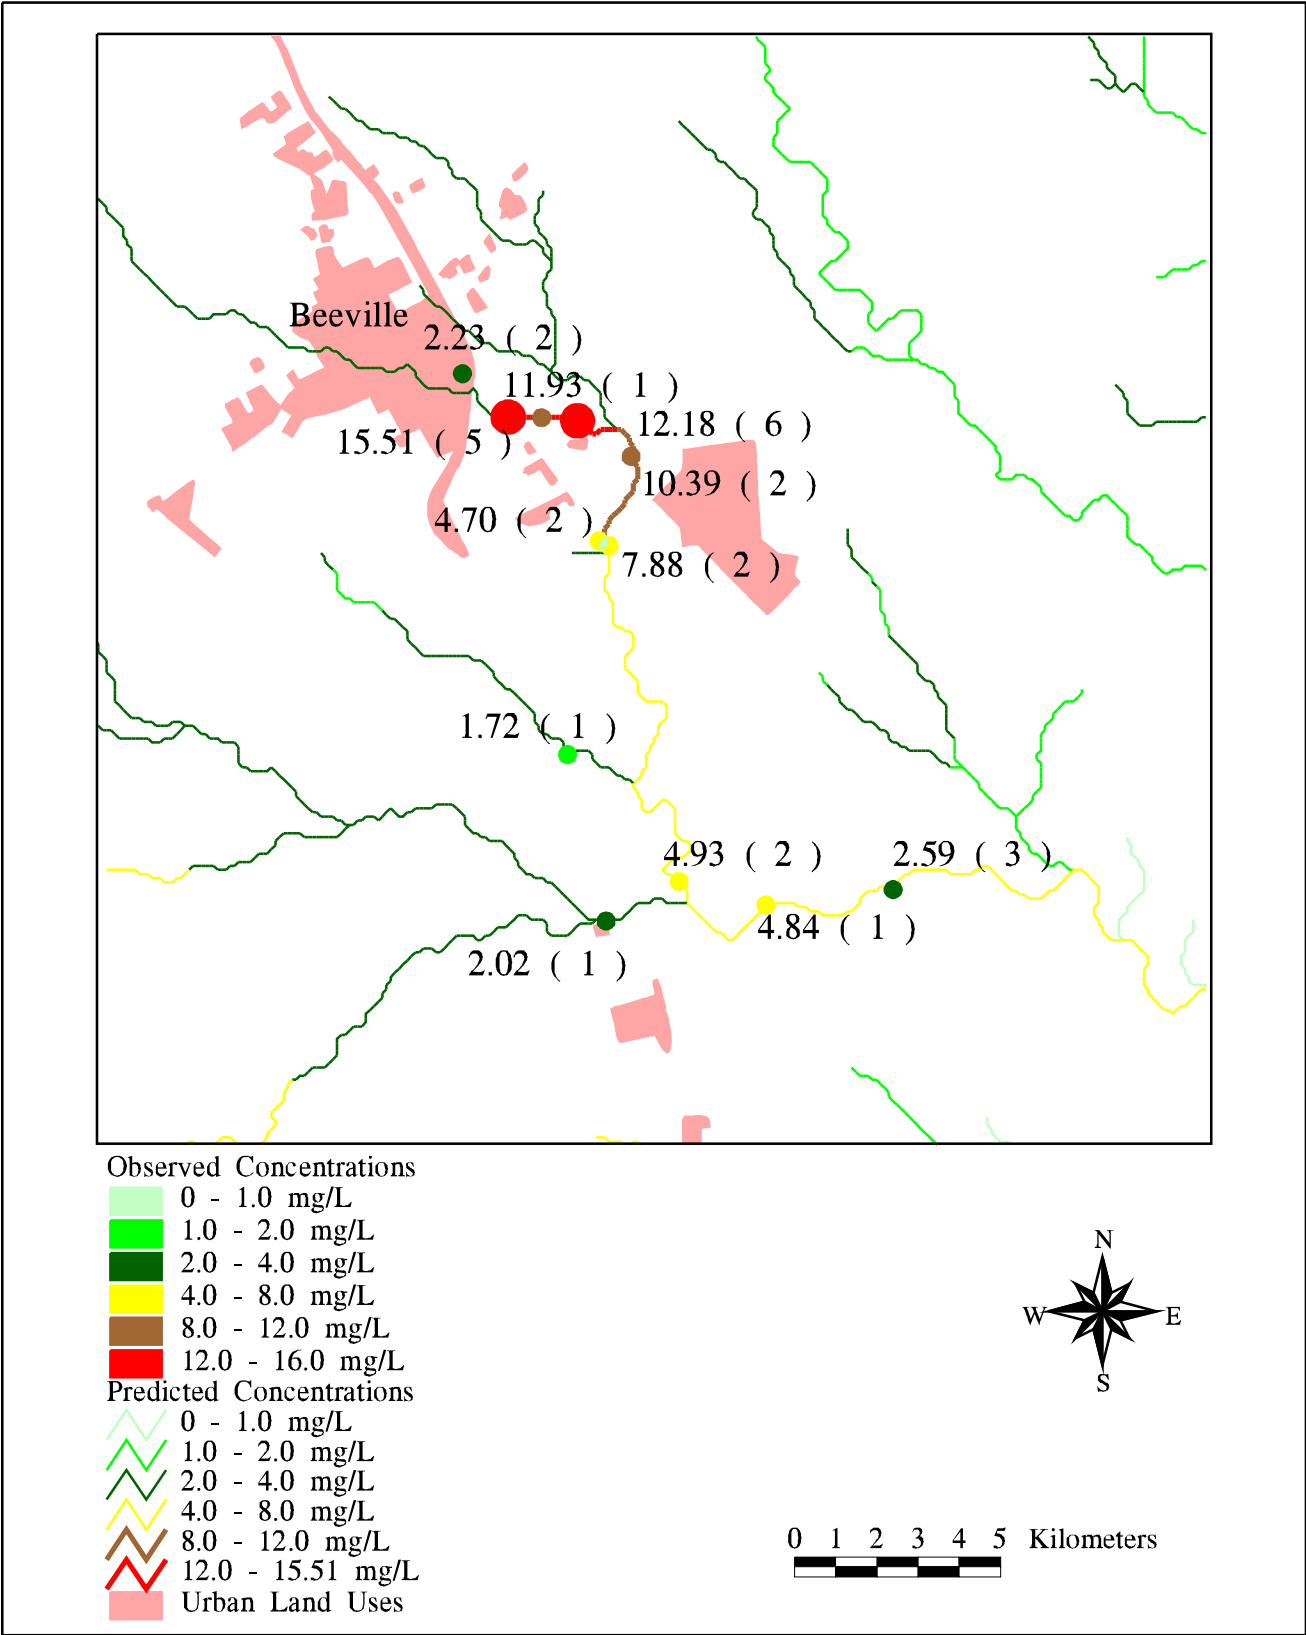 Beeville
2.23 ( 2 )
11.93 ( 1 )
12.18 ( 6 )
15.51 ( 5 )
10.39 ( 2 )
4.70 ( 2 )
7.88 ( 2 )
1.72 ( 1 )
4.93 ( 2 )
2.59 ( 3 )
4.84 ( 1 )
2.02 ( 1 )
Observed Concentrations
0 - 1.0 mg/L
1.0 - 2.0 mg/L
2.0 - 4.0 mg/L
4.0 - 8.0 mg/L
8.0 - 12.0 mg/L
12.0 - 16.0 mg/L
Predicted Concentrations
0 - 1.0 mg/L
1.0 - 2.0 mg/L
2.0 - 4.0 mg/L
4.0 - 8.0 mg/L
8.0 - 12.0 mg/L
12.0 - 15.51 mg/L
Urban Land Uses
N
W E
S
0 1 2 3 4 5 Kilometers